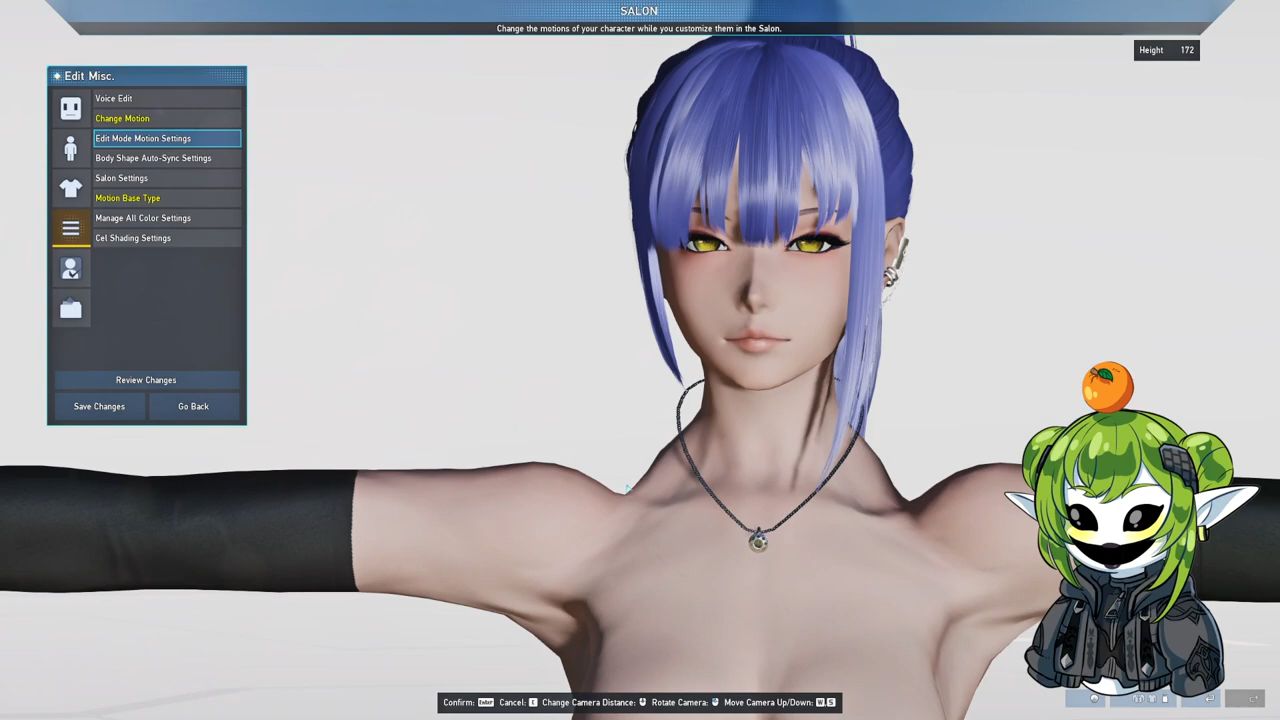 SALON
Change the motions of your character while you customize them in the Salon.
Height 172
Edit Misc.
Voice Edit
Change Motion
Edit Mode Motion Settings
Body Shape Auto-Sync Settings
Salon Settings
Motion Base Type
Manage All Color Settings
Cel Shading Settings
Review Changes
Save Changes
Go Back
Confirm: Enter Cancel: E Change Camera Distance: Rotate Camera: Move Camera Up/Down: W S